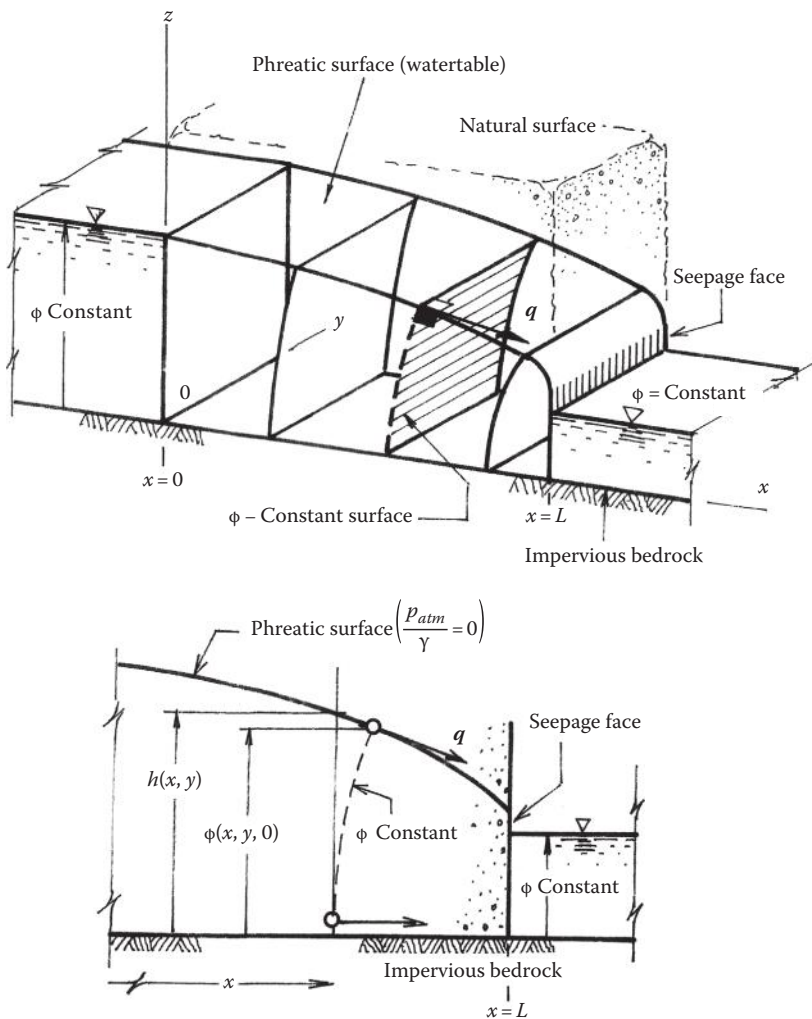 z
Phreatic surface (watertable)
Natural surface
Seepage face
ϕ Constant
y
q
0
ϕ = Constant
x = 0
x
ϕ – Constant surface
x = L
Impervious bedrock
Phreatic surface (p_atm/γ = 0)
Seepage face
q
h(x, y)
ϕ(x, y, 0)
ϕ Constant
ϕ Constant
Impervious bedrock
x
x = L